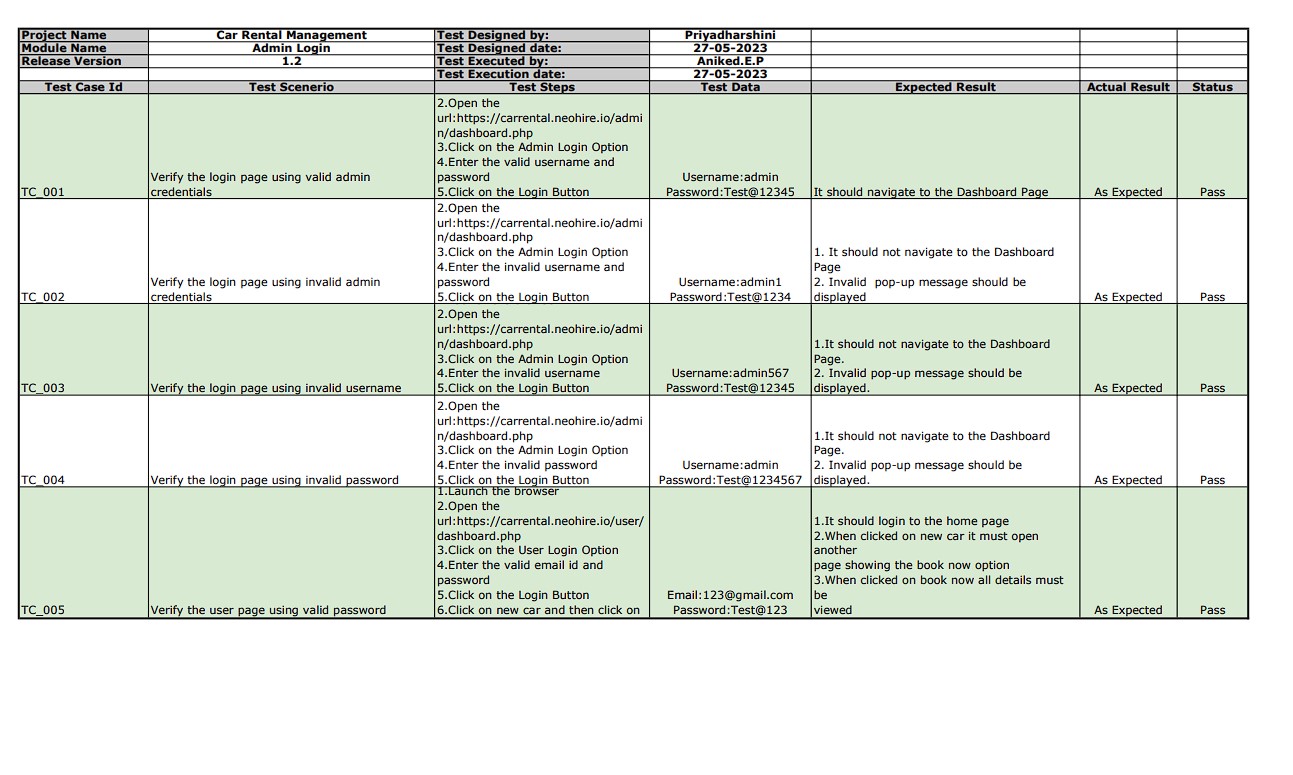 Project Name Car Rental Management Test Designed by: Priyadharshini
Module Name Admin Login Test Designed date: 27-05-2023
Release Version 1.2 Test Executed by: Aniked.E.P
Test Execution date: 27-05-2023
Test Case Id Test Scenerio Test Steps Test Data Expected Result Actual Result Status
TC_001
Verify the login page using valid admin
credentials
2.Open the
url:https://carrental.neohire.io/admi
n/dashboard.php
3.Click on the Admin Login Option
4.Enter the valid username and
password
5.Click on the Login Button
Username:admin
Password:Test@12345
It should navigate to the Dashboard Page
As Expected
Pass
TC_002
Verify the login page using invalid admin
credentials
2.Open the
url:https://carrental.neohire.io/admi
n/dashboard.php
3.Click on the Admin Login Option
4.Enter the invalid username and
password
5.Click on the Login Button
Username:admin1
Password:Test@1234
1. It should not navigate to the Dashboard
Page
2. Invalid  pop-up message should be
displayed
As Expected
Pass
TC_003
Verify the login page using invalid username
2.Open the
url:https://carrental.neohire.io/admi
n/dashboard.php
3.Click on the Admin Login Option
4.Enter the invalid username
5.Click on the Login Button
Username:admin567
Password:Test@12345
1.It should not navigate to the Dashboard
Page.
2. Invalid pop-up message should be
displayed.
As Expected
Pass
TC_004
Verify the login page using invalid password
2.Open the
url:https://carrental.neohire.io/admi
n/dashboard.php
3.Click on the Admin Login Option
4.Enter the invalid password
5.Click on the Login Button
Username:admin
Password:Test@1234567
1.It should not navigate to the Dashboard
Page.
2. Invalid pop-up message should be
displayed.
As Expected
Pass
TC_005
Verify the user page using valid password
1.Launch the browser
2.Open the
url:https://carrental.neohire.io/user/
dashboard.php
3.Click on the User Login Option
4.Enter the valid email id and
password
5.Click on the Login Button
6.Click on new car and then click on
Email:123@gmail.com
Password:Test@123
1.It should login to the home page
2.When clicked on new car it must open
another
page showing the book now option
3.When clicked on book now all details must
be
viewed
As Expected
Pass